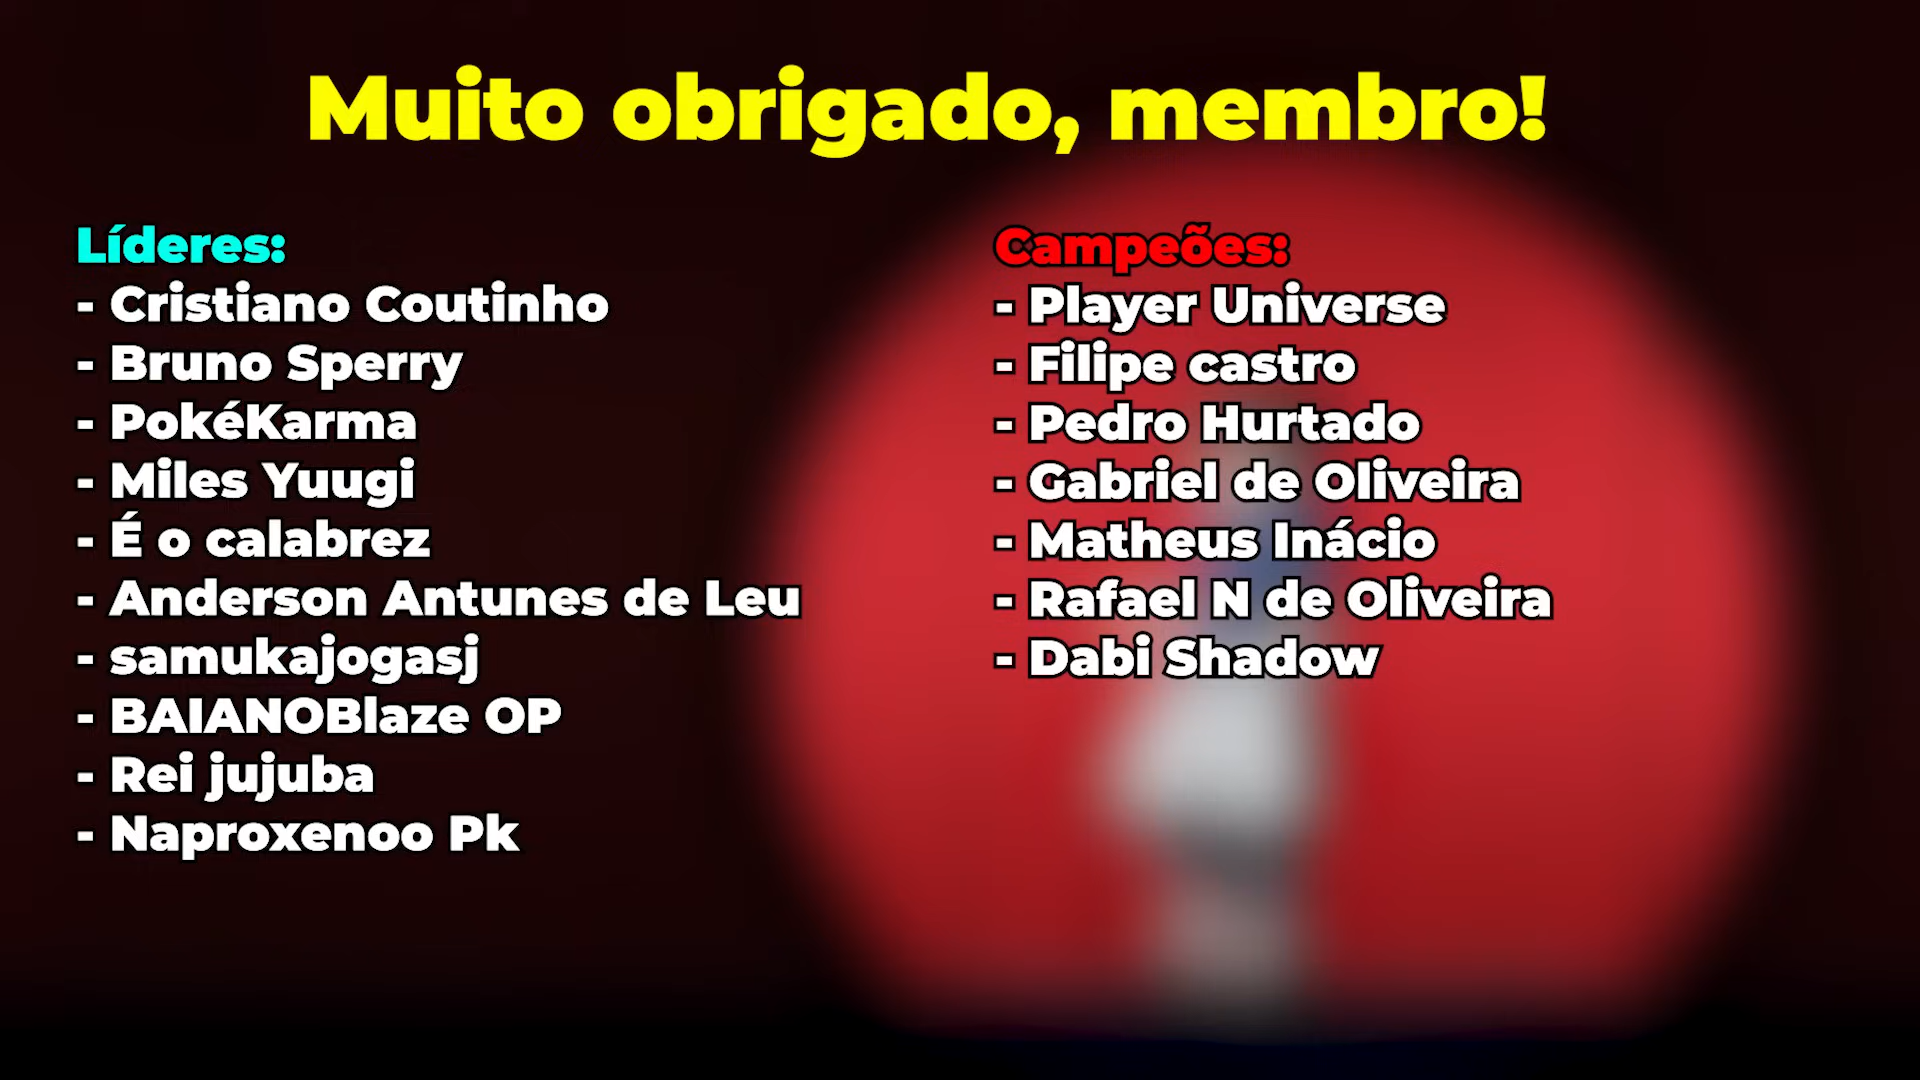 Muito obrigado, membro!
Líderes:
- Cristiano Coutinho
- Bruno Sperry
- PokéKarma
- Miles Yuugi
- É o calabrez
- Anderson Antunes de Leu
- samukajogasj
- BAIANOBlaze OP
- Rei jujuba
- Naproxenoo Pk
Campeões:
- Player Universe
- Filipe castro
- Pedro Hurtado
- Gabriel de Oliveira
- Matheus Inácio
- Rafael N de Oliveira
- Dabi Shadow